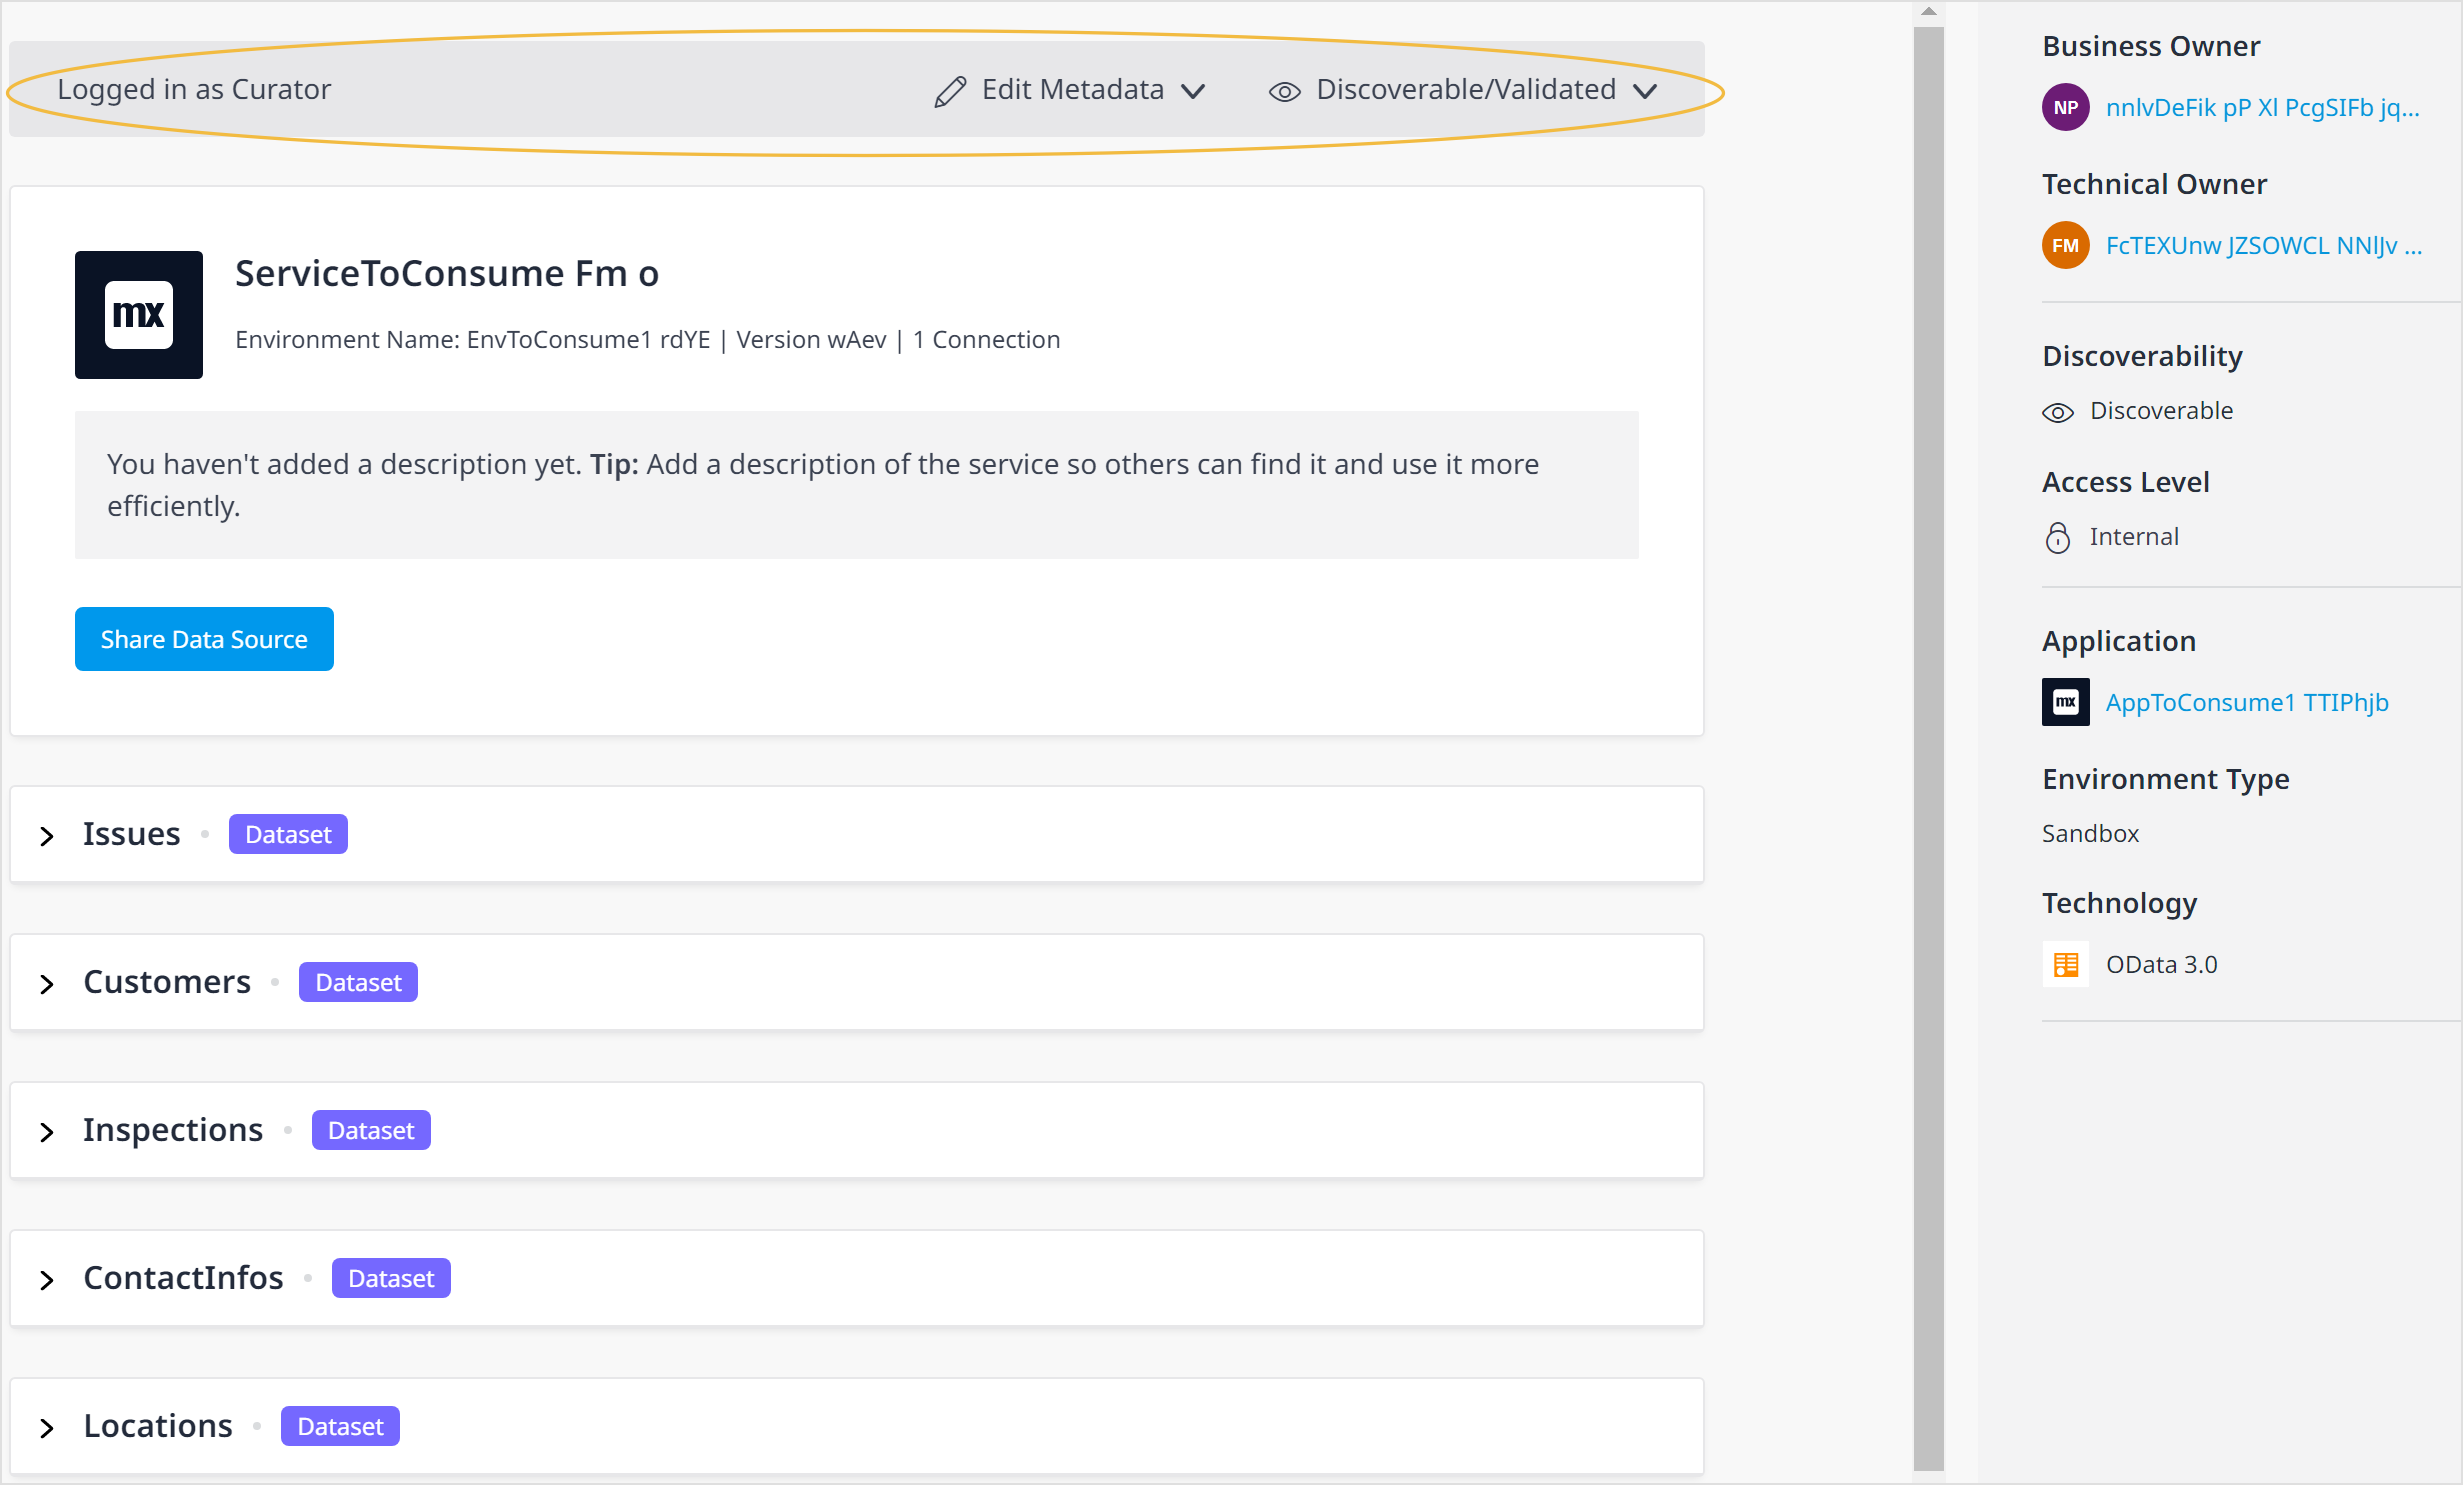 Logged in as Curator
Edit Metadata
Discoverable/Validated
mx
ServiceToConsume Fm o
Environment Name: EnvToConsume1 rdYE | Version wAev | 1 Connection
You haven't added a description yet. Tip: Add a description of the service so others can find it and use it more
efficiently.
Share Data Source
Issues
Dataset
Customers
Dataset
Inspections
Dataset
ContactInfos
Dataset
Locations
Dataset
Business Owner
NP
nnlvDeFik pP Xl PcgSIFb jq...
Technical Owner
FM
FcTEXUnw JZSOWCL NNlJv ...
Discoverability
Discoverable
Access Level
Internal
Application
mx
AppToConsume1 TTIPhjb
Environment Type
Sandbox
Technology
OData 3.0